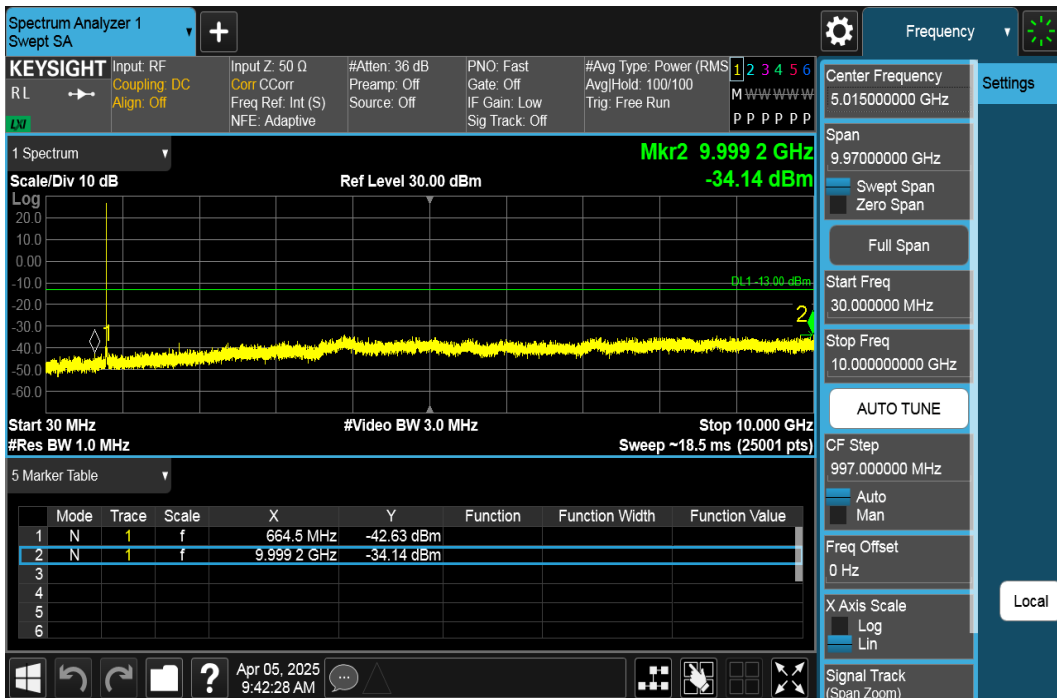 Spectrum Analyzer 1
Swept SA
+
Frequency
KEYSIGHT
RL
LXI
Input: RF
Coupling: DC
Align: Off
Input Z: 50 Ω
Corr CCorr
Freq Ref: Int (S)
NFE: Adaptive
#Atten: 36 dB
Preamp: Off
Source: Off
PNO: Fast
Gate: Off
IF Gain: Low
Sig Track: Off
#Avg Type: Power (RMS
Avg|Hold: 100/100
Trig: Free Run
1 2 3 4 5 6
M W W W W W
P P P P P P
1 Spectrum
Scale/Div 10 dB
Ref Level 30.00 dBm
Mkr2 9.999 2 GHz
-34.14 dBm
Log
20.0
10.0
0.00
-10.0
-20.0
-30.0
-40.0
-50.0
-60.0
DL1 -13.00 dBm
1
2
Start 30 MHz
#Video BW 3.0 MHz
Stop 10.000 GHz
#Res BW 1.0 MHz
Sweep ~18.5 ms (25001 pts)
5 Marker Table
Mode Trace Scale X Y Function Function Width Function Value
1 N 1 f 664.5 MHz -42.63 dBm
2 N 1 f 9.999 2 GHz -34.14 dBm
3
4
5
6
?
Apr 05, 2025
9:42:28 AM
Center Frequency
5.015000000 GHz
Span
9.97000000 GHz
Swept Span
Zero Span
Full Span
Start Freq
30.000000 MHz
Stop Freq
10.000000000 GHz
AUTO TUNE
CF Step
997.000000 MHz
Auto
Man
Freq Offset
0 Hz
X Axis Scale
Log
Lin
Signal Track
(Span Zoom)
Settings
Local